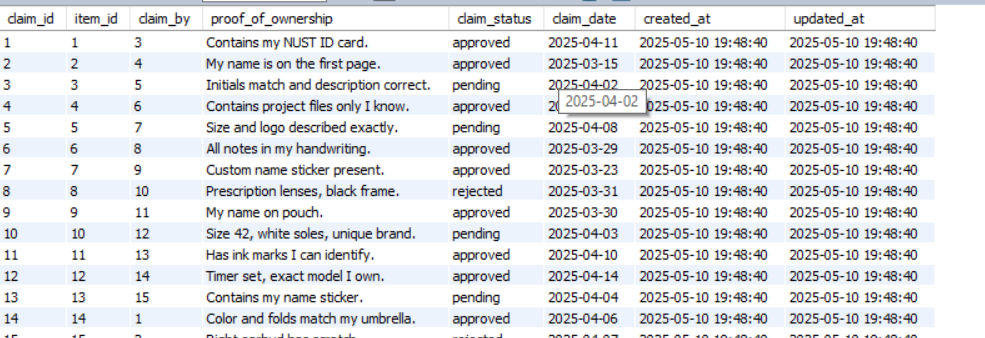 claim_id item_id claim_by proof_of_ownership claim_status claim_date created_at updated_at
1 1 3 Contains my NUST ID card. approved 2025-04-11 2025-05-10 19:48:40 2025-05-10 19:48:40
2 2 4 My name is on the first page. approved 2025-03-15 2025-05-10 19:48:40 2025-05-10 19:48:40
3 3 5 Initials match and description correct. pending 2025-04-02 2025-05-10 19:48:40 2025-05-10 19:48:40
2025-04-02
4 4 6 Contains project files only I know. approved 2025-05-10 19:48:40
5 5 7 Size and logo described exactly. pending 2025-04-08 2025-05-10 19:48:40 2025-05-10 19:48:40
6 6 8 All notes in my handwriting. approved 2025-03-29 2025-05-10 19:48:40 2025-05-10 19:48:40
7 7 9 Custom name sticker present. approved 2025-03-23 2025-05-10 19:48:40 2025-05-10 19:48:40
8 8 10 Prescription lenses, black frame. rejected 2025-03-31 2025-05-10 19:48:40 2025-05-10 19:48:40
9 9 11 My name on pouch. approved 2025-03-30 2025-05-10 19:48:40 2025-05-10 19:48:40
10 10 12 Size 42, white soles, unique brand. pending 2025-04-03 2025-05-10 19:48:40 2025-05-10 19:48:40
11 11 13 Has ink marks I can identify. approved 2025-04-10 2025-05-10 19:48:40 2025-05-10 19:48:40
12 12 14 Timer set, exact model I own. approved 2025-04-14 2025-05-10 19:48:40 2025-05-10 19:48:40
13 13 15 Contains my name sticker. pending 2025-04-04 2025-05-10 19:48:40 2025-05-10 19:48:40
14 14 1 Color and folds match my umbrella. approved 2025-04-06 2025-05-10 19:48:40 2025-05-10 19:48:40